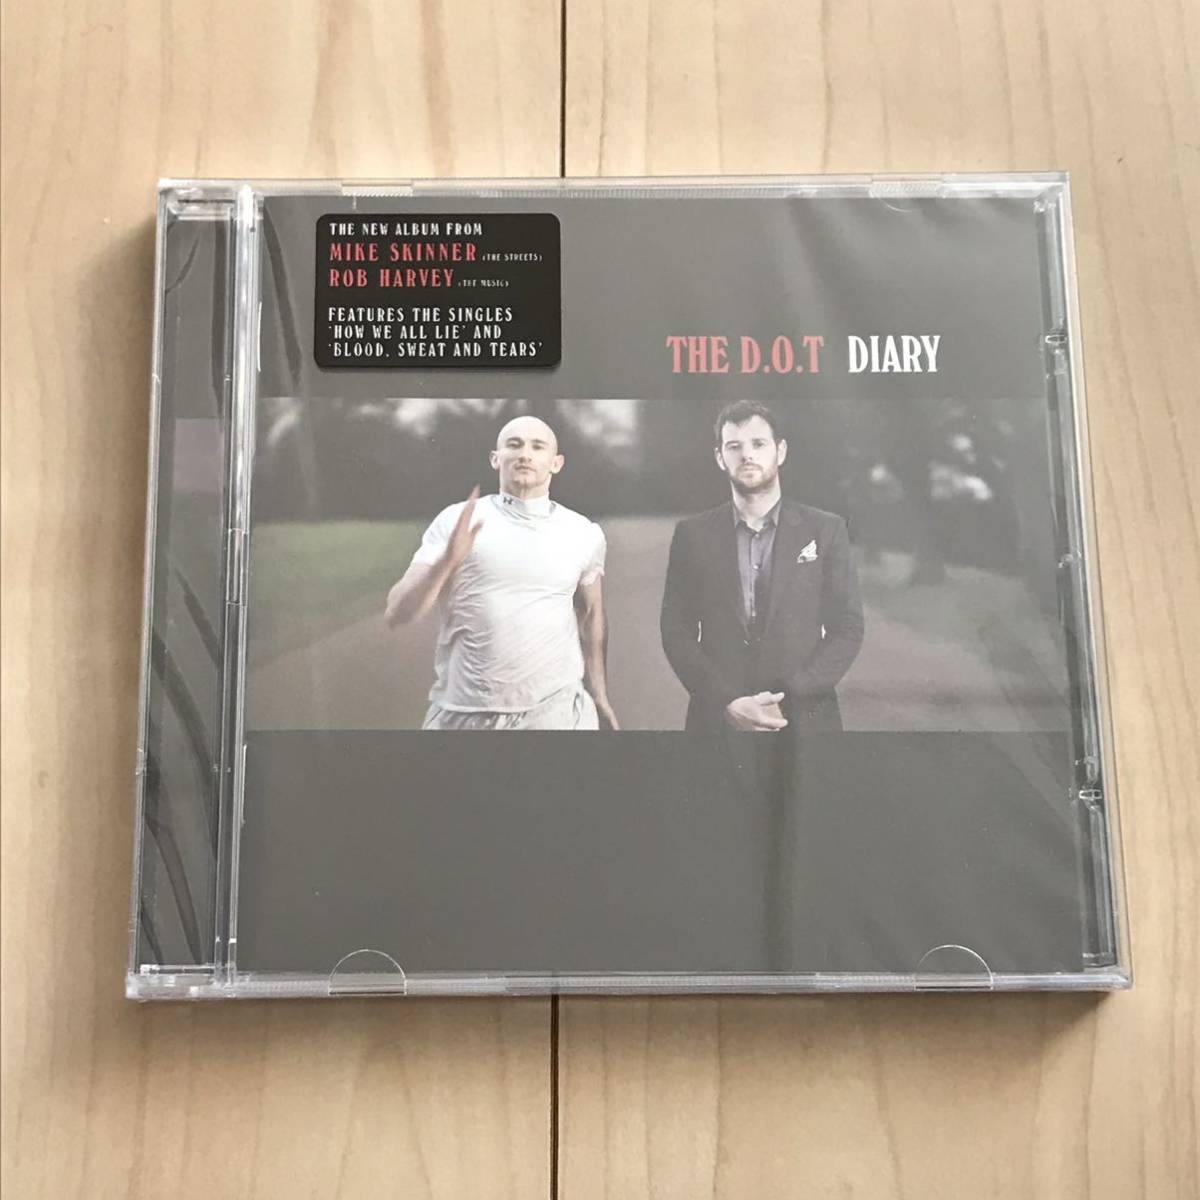 THE NEW ALBUM FROM
MIKE SKINNER (THE STREETS)
ROB HARVEY (THE MUSIC)
FEATURES THE SINGLES
'HOW WE ALL LIE' AND
'BLOOD, SWEAT AND TEARS'
THE D.O.T DIARY